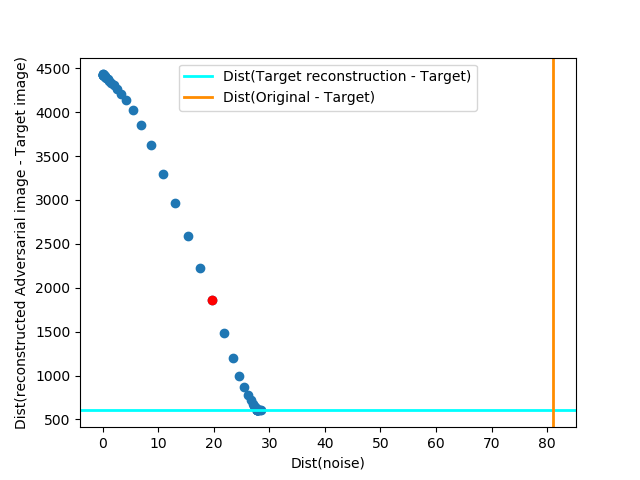 Dist(Target reconstruction - Target)
Dist(Original - Target)
Dist(reconstructed Adversarial image - Target image)
4500
4000
3500
3000
2500
2000
1500
1000
500
0 10 20 30 40 50 60 70 80
Dist(noise)